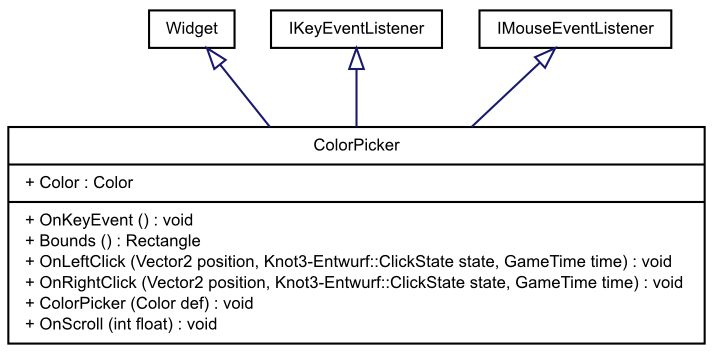 Widget
IKeyEventListener
IMouseEventListener
ColorPicker
+ Color : Color
+ OnKeyEvent () : void
+ Bounds () : Rectangle
+ OnLeftClick (Vector2 position, Knot3-Entwurf::ClickState state, GameTime time) : void
+ OnRightClick (Vector2 position, Knot3-Entwurf::ClickState state, GameTime time) : void
+ ColorPicker (Color def) : void
+ OnScroll (int float) : void